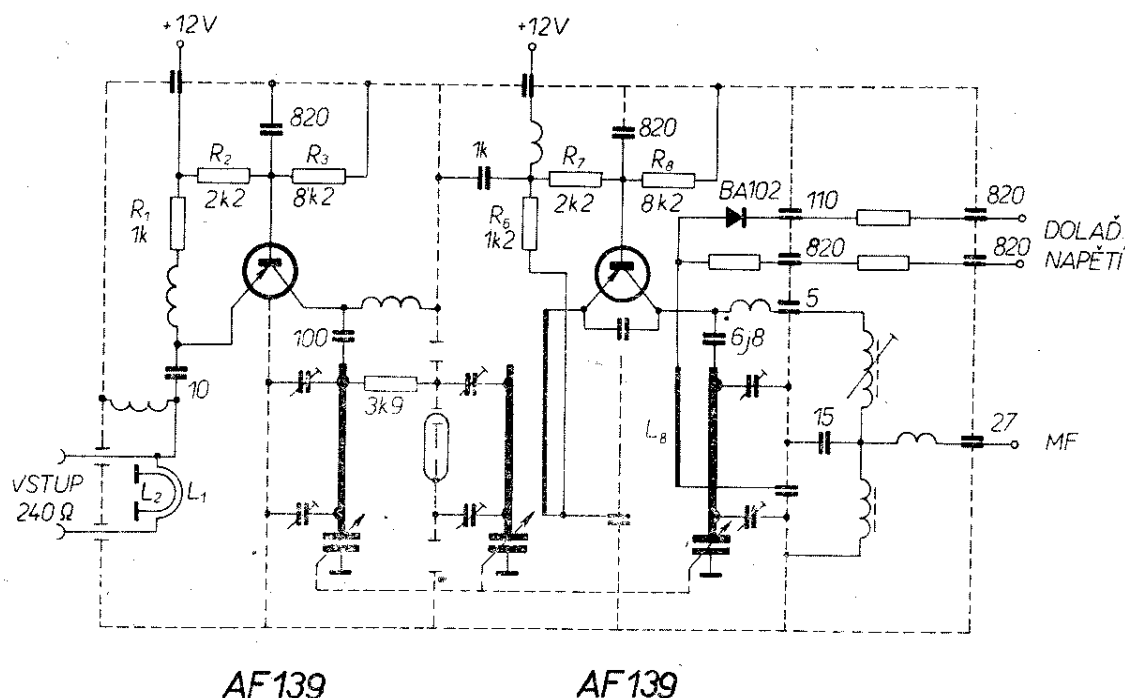 +12V
+12V
820
820
R₂
R₃
1k
R₇
R₈
2k2
8k2
2k2
8k2
BA102
110
820
R₁
1k
R₆
1k2
DOLAĎ.
820
820
NAPĚTÍ
5
100
6j8
10
3k9
L₈
15
27
MF
VSTUP
240 Ω
L₂
L₁
AF139
AF139